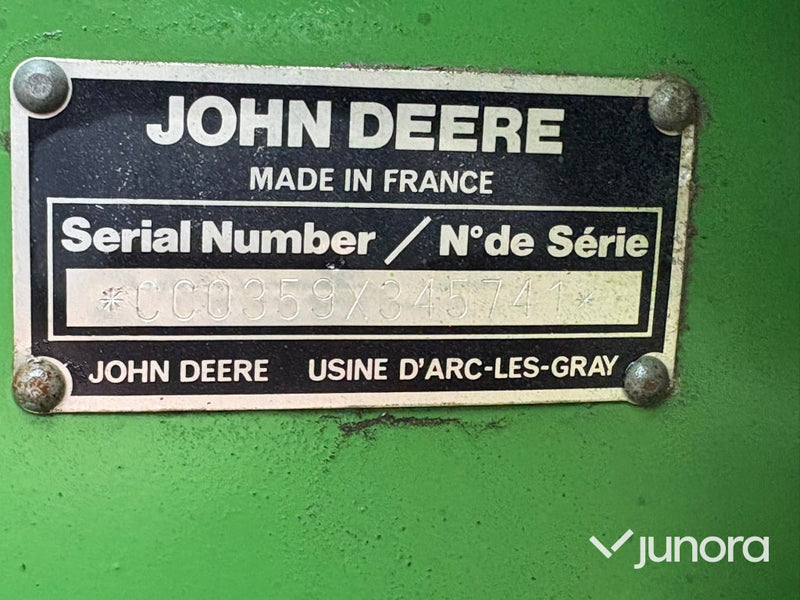 JOHN DEERE
MADE IN FRANCE
Serial Number / N° de Série
*CC0359X345741*
JOHN DEERE USINE D'ARC-LES-GRAY
junora